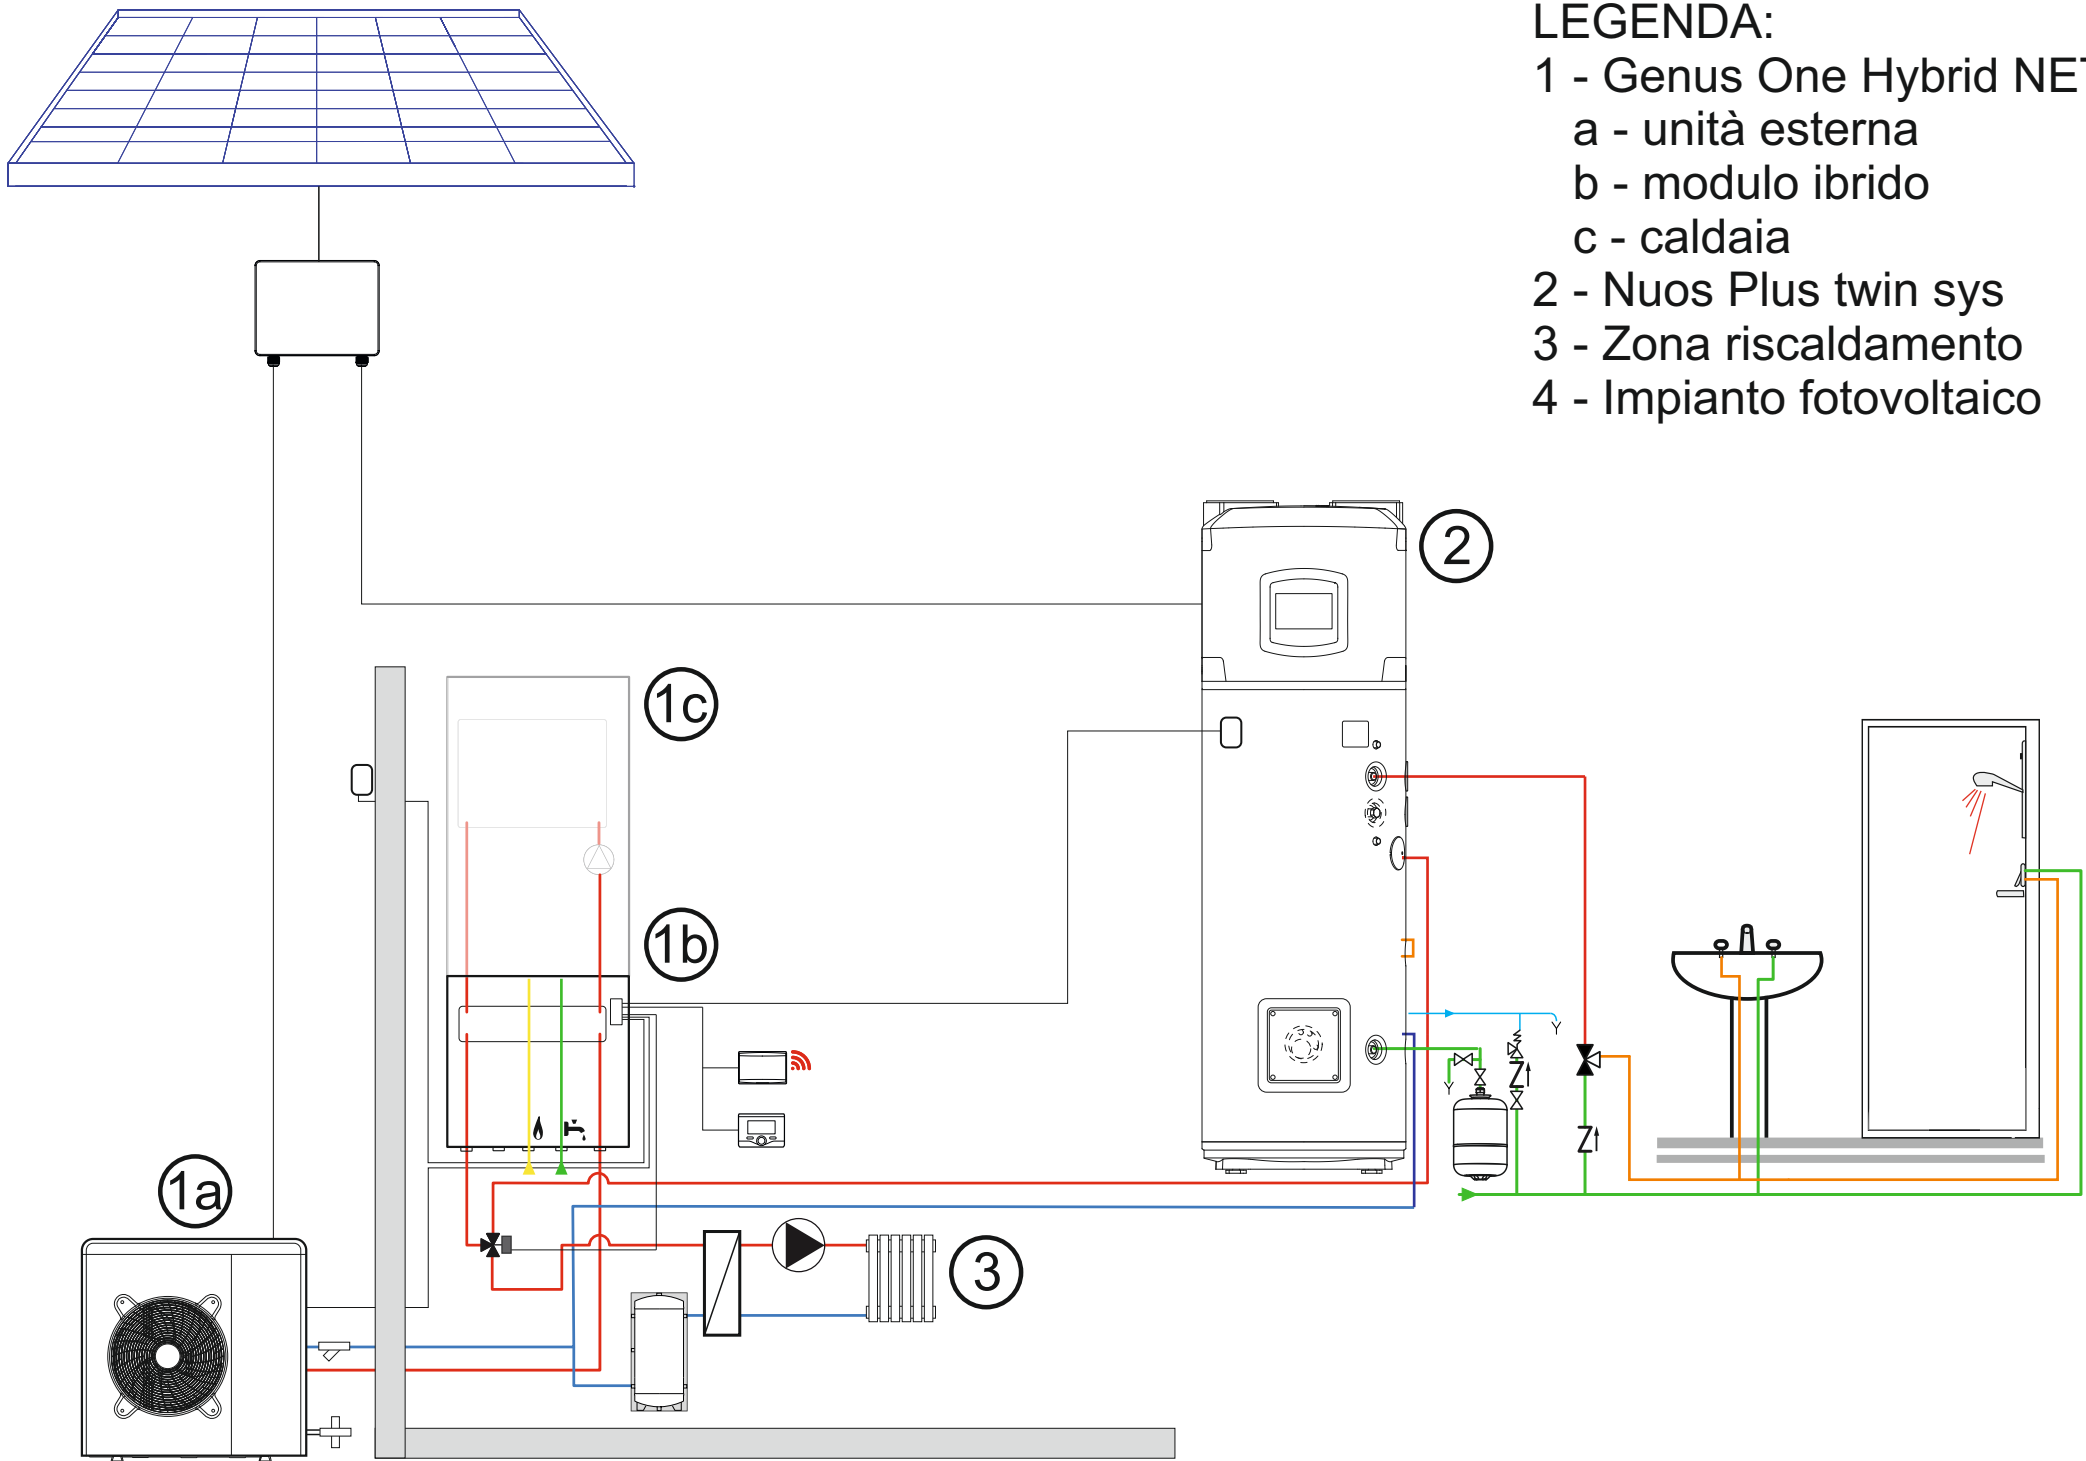 LEGENDA:
1 - Genus One Hybrid NET
a - unità esterna
b - modulo ibrido
c - caldaia
2 - Nuos Plus twin sys
3 - Zona riscaldamento
4 - Impianto fotovoltaico
2
1c
1b
1a
3